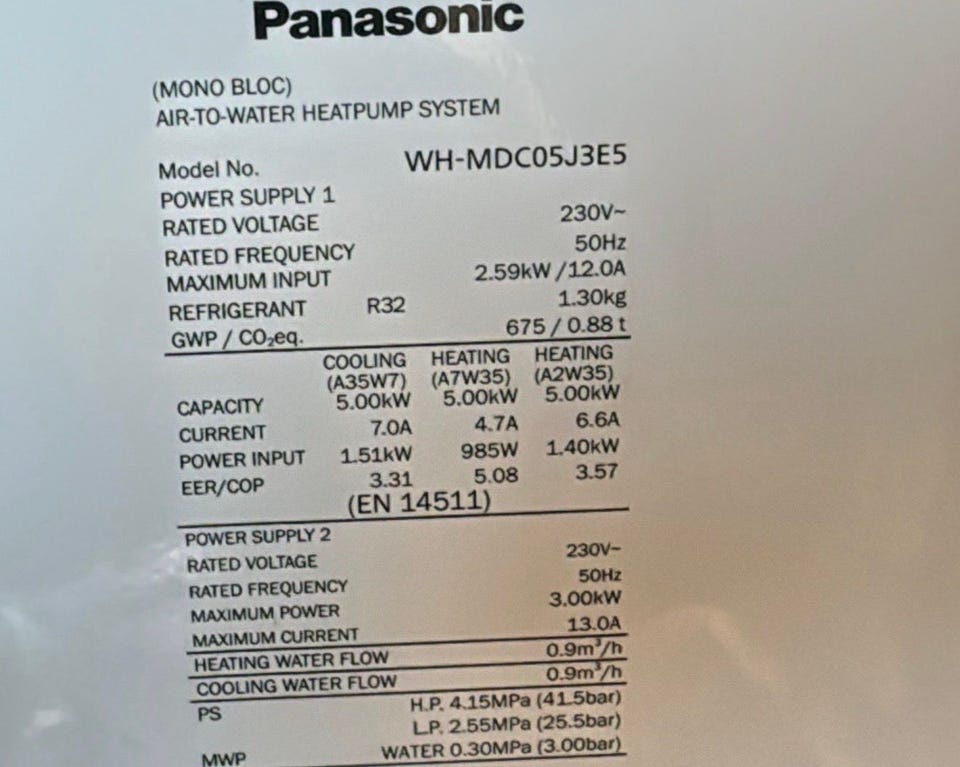 Panasonic
(MONO BLOC)
AIR-TO-WATER HEATPUMP SYSTEM
Model No. WH-MDC05J3E5
POWER SUPPLY 1
RATED VOLTAGE 230V~
RATED FREQUENCY 50Hz
MAXIMUM INPUT 2.59kW /12.0A
REFRIGERANT R32 1.30kg
GWP / CO₂eq. 675 / 0.88 t
COOLING HEATING HEATING
(A35W7) (A7W35) (A2W35)
CAPACITY 5.00kW 5.00kW 5.00kW
CURRENT 7.0A 4.7A 6.6A
POWER INPUT 1.51kW 985W 1.40kW
EER/COP 3.31 5.08 3.57
(EN 14511)
POWER SUPPLY 2
RATED VOLTAGE 230V~
RATED FREQUENCY 50Hz
MAXIMUM POWER 3.00kW
MAXIMUM CURRENT 13.0A
HEATING WATER FLOW 0.9m³/h
COOLING WATER FLOW 0.9m³/h
PS H.P. 4.15MPa (41.5bar)
L.P. 2.55MPa (25.5bar)
MWP WATER 0.30MPa (3.00bar)